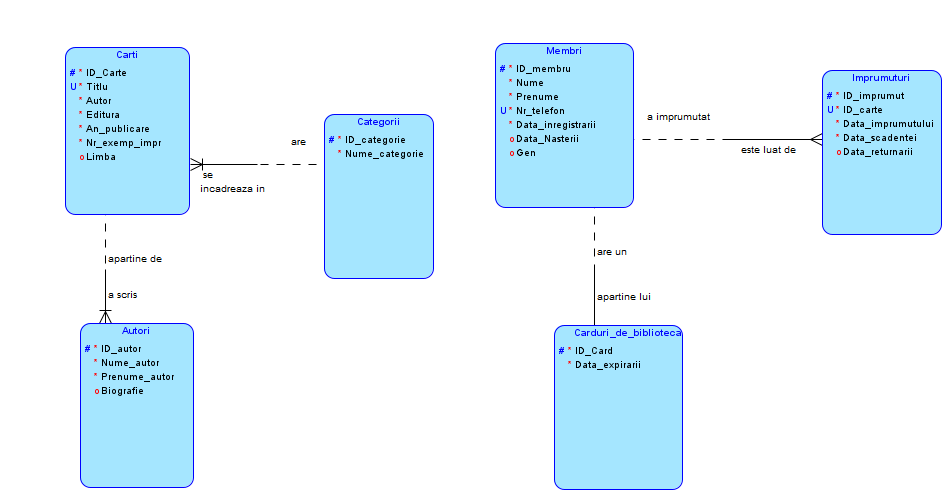 Carti
# * ID_Carte
U * Titlu
* Autor
* Editura
* An_publicare
* Nr_exemp_impr
o Limba
are
se
incadreaza in
Categorii
# * ID_categorie
* Nume_categorie
apartine de
a scris
Autori
# * ID_autor
* Nume_autor
* Prenume_autor
o Biografie
Membri
# * ID_membru
* Nume
* Prenume
U * Nr_telefon
* Data_inregistrarii
o Data_Nasterii
o Gen
a imprumutat
este luat de
Imprumuturi
# * ID_imprumut
U * ID_carte
* Data_imprumutului
* Data_scadentei
o Data_returnarii
are un
apartine lui
Carduri_de_biblioteca
# * ID_Card
* Data_expirarii